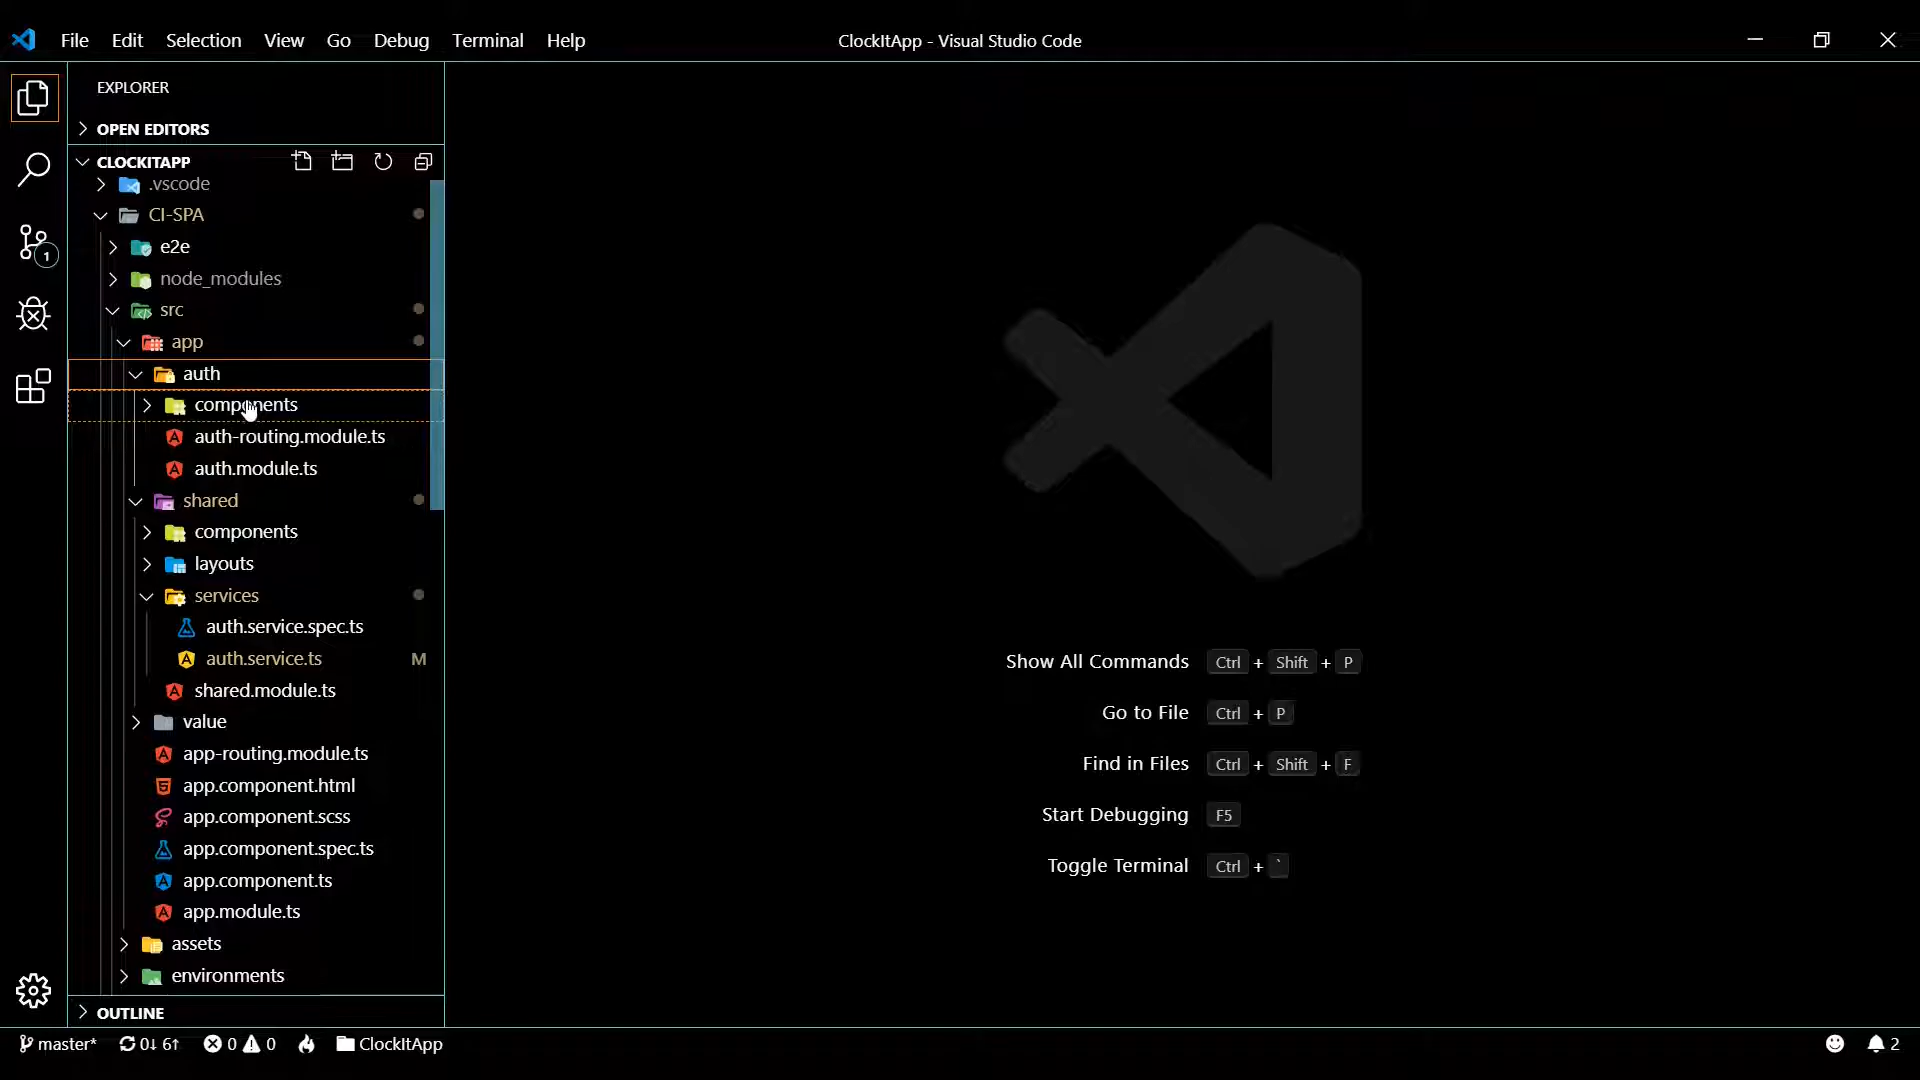 File Edit Selection View Go Debug Terminal Help
ClockItApp - Visual Studio Code
EXPLORER
OPEN EDITORS
CLOCKITAPP
.vscode
CI-SPA
e2e
node_modules
src
app
auth
components
auth-routing.module.ts
auth.module.ts
shared
components
layouts
services
auth.service.spec.ts
auth.service.ts M
shared.module.ts
value
app-routing.module.ts
app.component.html
app.component.scss
app.component.spec.ts
app.component.ts
app.module.ts
assets
environments
OUTLINE
1
Show All Commands Ctrl + Shift + P
Go to File Ctrl + P
Find in Files Ctrl + Shift + F
Start Debugging F5
Toggle Terminal Ctrl + `
master* 0↓ 6↑ 0 0 ClockItApp 2